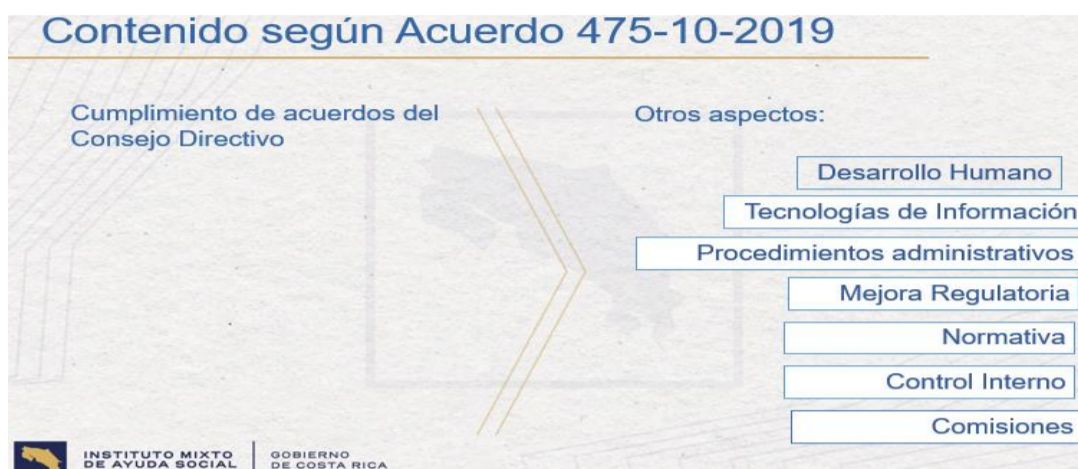 Contenido según Acuerdo 475-10-2019
Cumplimiento de acuerdos del
Consejo Directivo
Otros aspectos:
Desarrollo Humano
Tecnologías de Información
Procedimientos administrativos
Mejora Regulatoria
Normativa
Control Interno
Comisiones
INSTITUTO MIXTO
DE AYUDA SOCIAL
GOBIERNO
DE COSTA RICA